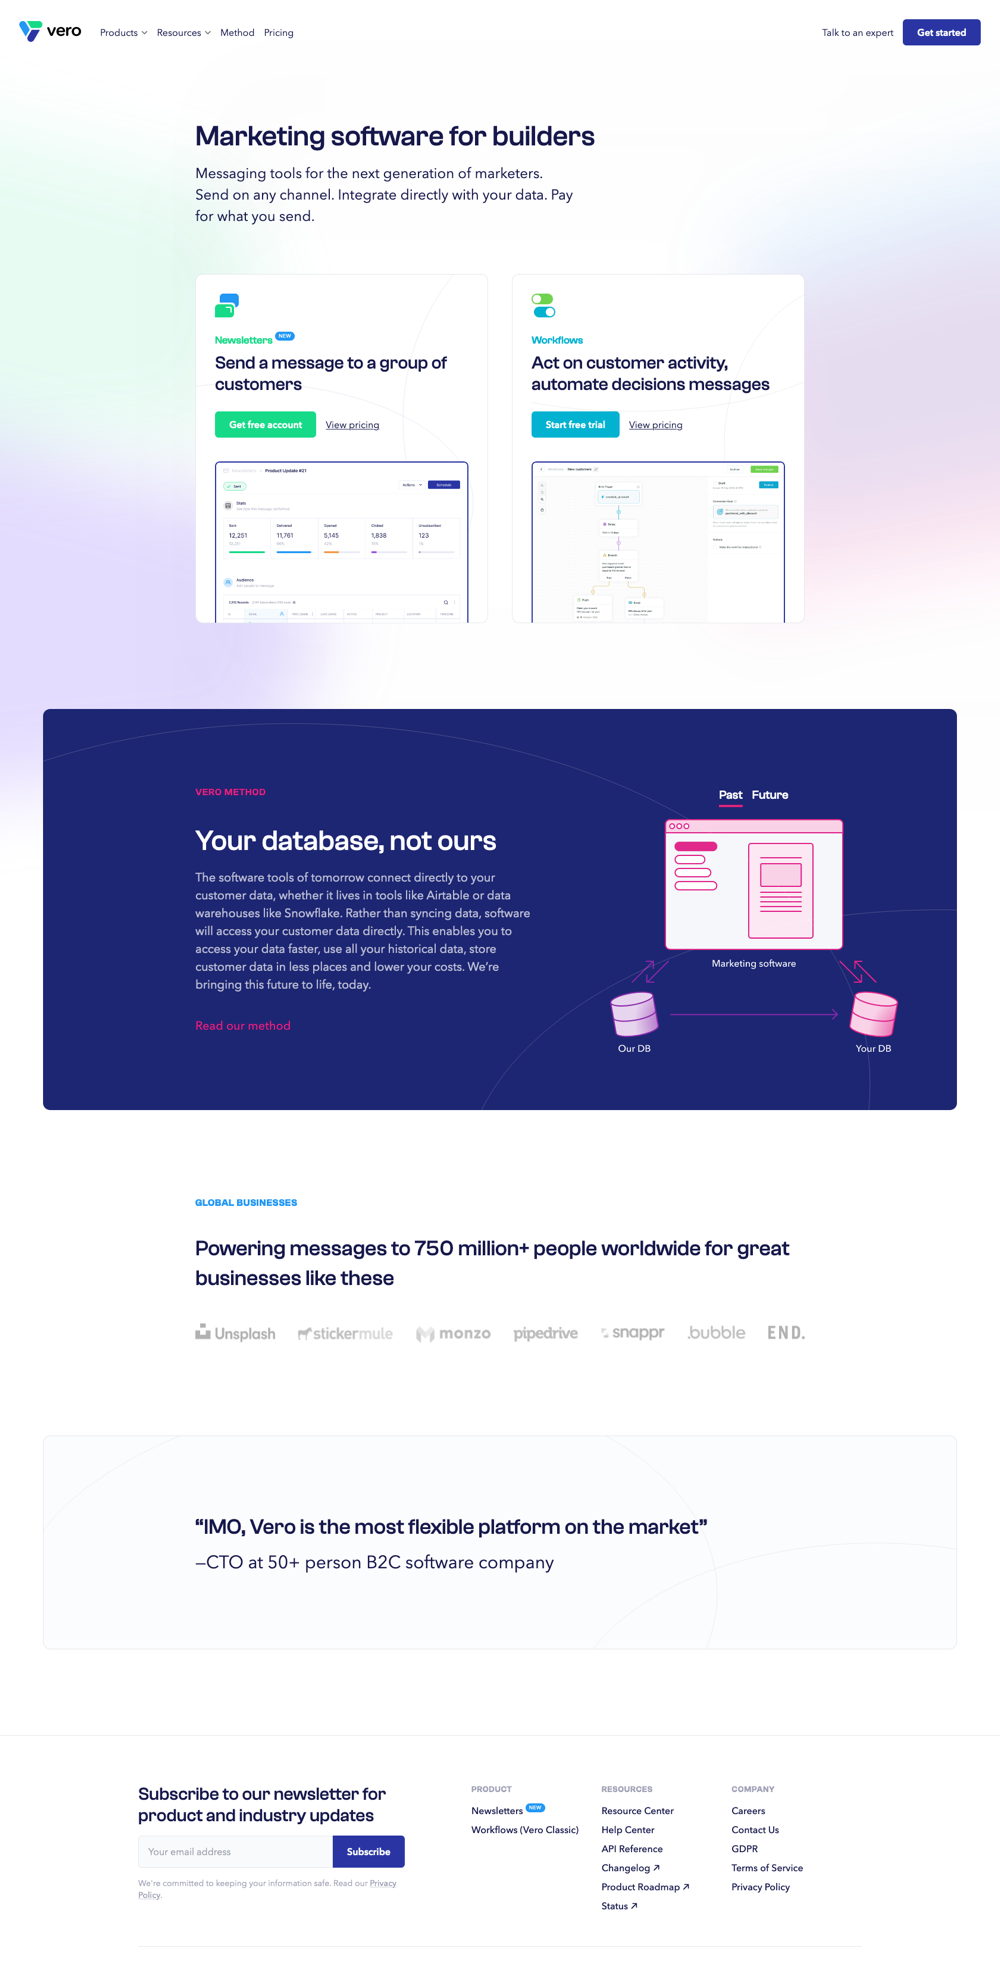 vero
Products
Resources
Method
Pricing
Talk to an expert
Get started
Marketing software for builders
Messaging tools for the next generation of marketers.
Send on any channel. Integrate directly with your data. Pay
for what you send.
Newsletters NEW
Send a message to a group of
customers
Get free account
View pricing
Product Update #21
Sent
Actions
Schedule
Stats
Sent
Delivered
Opened
Clicked
Unsubscribed
12,251
11,761
5,145
1,838
123
Audience
Workflows
Act on customer activity,
automate decisions messages
Start free trial
View pricing
New customers
VERO METHOD
Your database, not ours
The software tools of tomorrow connect directly to your
customer data, whether it lives in tools like Airtable or data
warehouses like Snowflake. Rather than syncing data, software
will access your customer data directly. This enables you to
access your data faster, use all your historical data, store
customer data in less places and lower your costs. We're
bringing this future to life, today.
Read our method
Past
Future
Marketing software
Our DB
Your DB
GLOBAL BUSINESSES
Powering messages to 750 million+ people worldwide for great
businesses like these
Unsplash
stickermule
monzo
pipedrive
snappr
.bubble
END.
“IMO, Vero is the most flexible platform on the market”
—CTO at 50+ person B2C software company
Subscribe to our newsletter for
product and industry updates
Your email address
Subscribe
We're committed to keeping your information safe. Read our Privacy
Policy.
PRODUCT
Newsletters NEW
Workflows (Vero Classic)
RESOURCES
Resource Center
Help Center
API Reference
Changelog ↗
Product Roadmap ↗
Status ↗
COMPANY
Careers
Contact Us
GDPR
Terms of Service
Privacy Policy